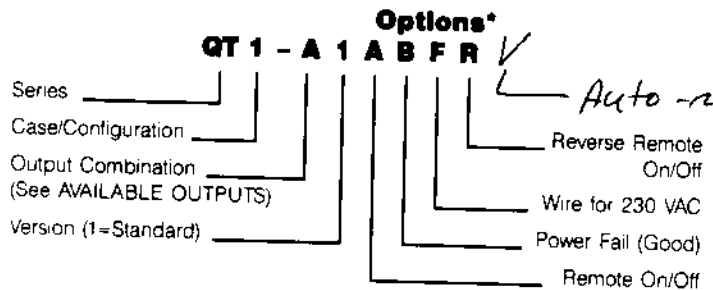 Options*
QT 1 - A 1 A B F R V
Series
Case/Configuration
Output Combination
(See AVAILABLE OUTPUTS)
Version (1=Standard)
Auto
Reverse Remote
On/Off
Wire for 230 VAC
Power Fail (Good)
Remote On/Off